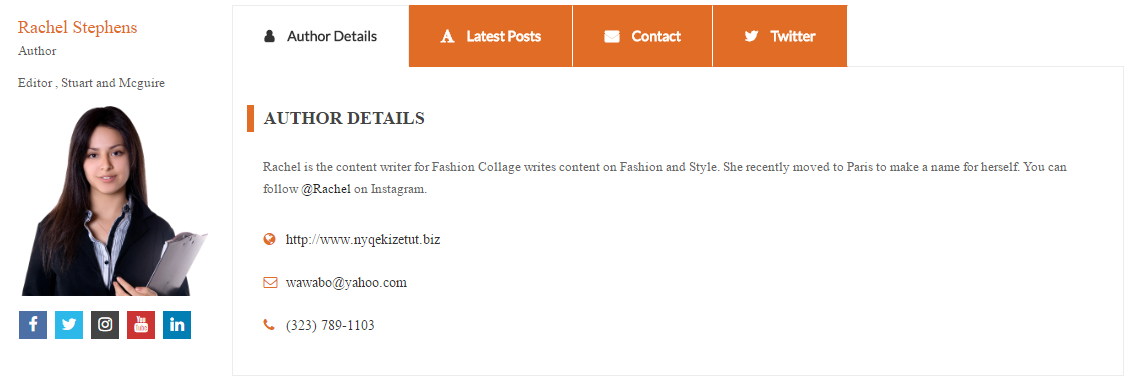 Rachel Stephens
Author
Editor , Stuart and Mcguire
Author Details
Latest Posts
Contact
Twitter
AUTHOR DETAILS
Rachel is the content writer for Fashion Collage writes content on Fashion and Style. She recently moved to Paris to make a name for herself. You can
follow @Rachel on Instagram.
http://www.nyqekizetut.biz
wawabo@yahoo.com
(323) 789-1103
You
Tube